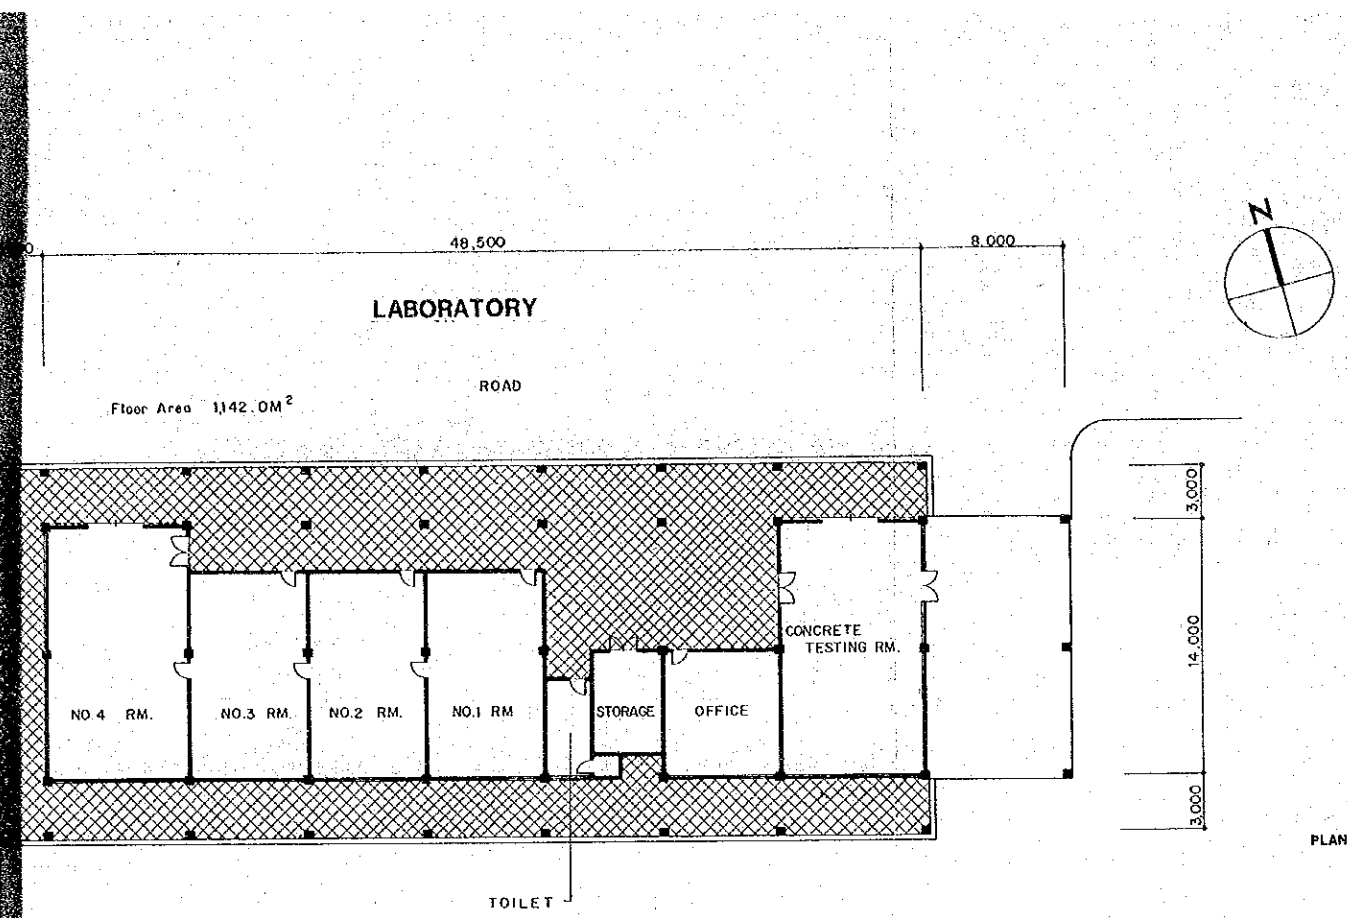 N
0
48,500
8,000
LABORATORY
ROAD
Floor Area 1,142.0M²
3,000
CONCRETE
TESTING RM.
14,000
NO.4 RM.
NO.3 RM.
NO.2 RM.
NO.1 RM
STORAGE
OFFICE
3,000
PLAN
TOILET